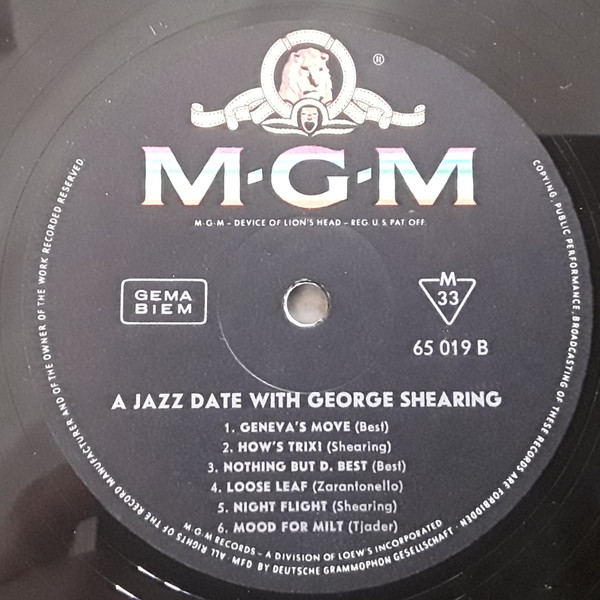 ®
M·G·M
M·G·M – DEVICE OF LION'S HEAD – REG. U. S. PAT. OFF.
GEMA
BIEM
M
33
65 019 B
A JAZZ DATE WITH GEORGE SHEARING
1. GENEVA'S MOVE (Best)
2. HOW'S TRIX! (Shearing)
3. NOTHING BUT D. BEST (Best)
4. LOOSE LEAF (Zarantonello)
5. NIGHT FLIGHT (Shearing)
6. MOOD FOR MILT (Tjader)
M. G. M RECORDS – A DIVISION OF LOEW'S INCORPORATED
· MFD BY DEUTSCHE GRAMMOPHON GESELLSCHAFT ·
ALL RIGHTS OF THE RECORD MANUFACTURER AND OF THE OWNER OF THE WORK RECORDED RESERVED.
COPYING, PUBLIC PERFORMANCE, BROADCASTING OF THESE RECORDS ARE FORBIDDEN